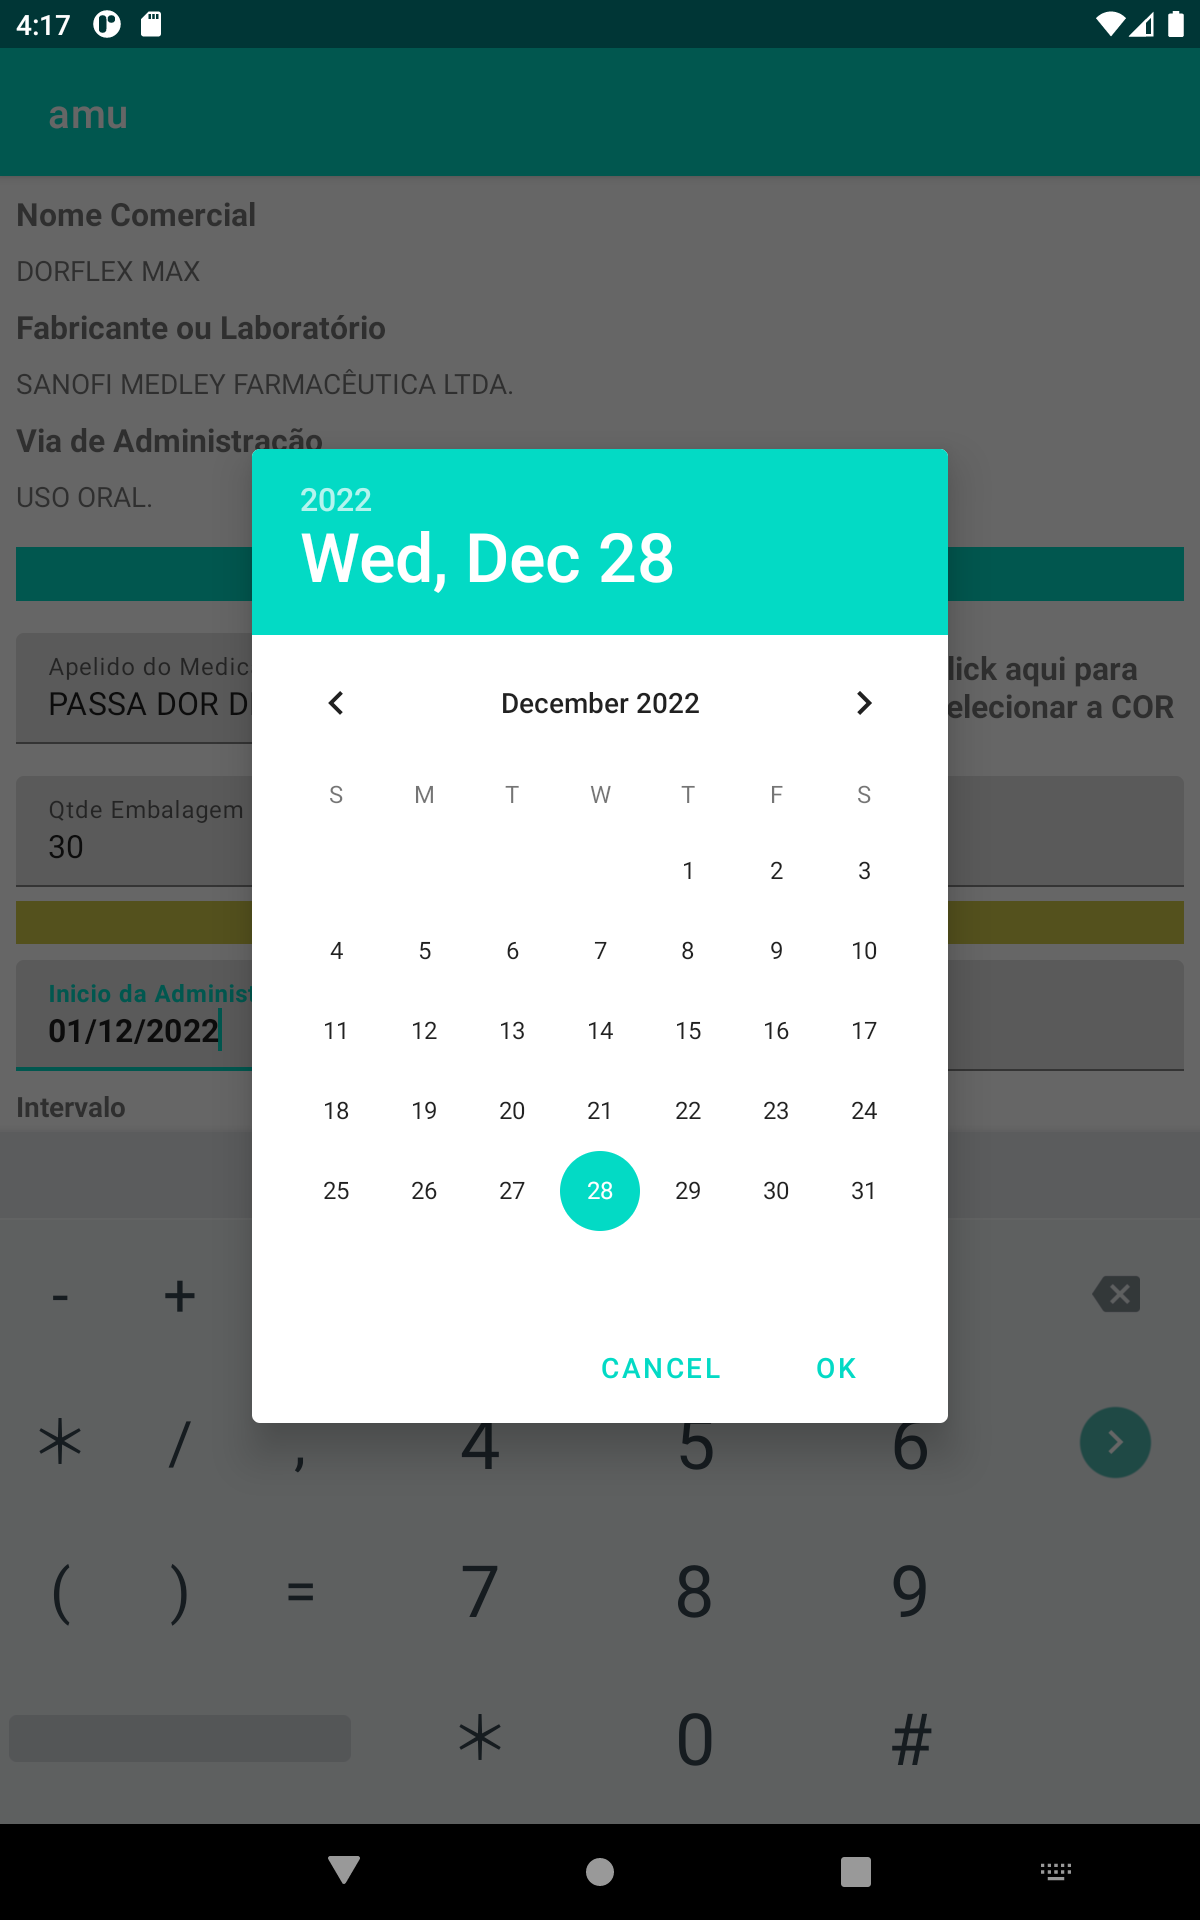 4:17
amu
Nome Comercial
DORFLEX MAX
Fabricante ou Laboratório
SANOFI MEDLEY FARMACÊUTICA LTDA.
Via de Administração
USO ORAL.
2022
Wed, Dec 28
Apelido do Medic
PASSA DOR D
lick aqui para
elecionar a COR
December 2022
S M T W T F S
Qtde Embalagem
30
1 2 3
4 5 6 7 8 9 10
Inicio da Administ
01/12/2022
11 12 13 14 15 16 17
Intervalo
18 19 20 21 22 23 24
25 26 27 28 29 30 31
- +
CANCEL OK
* / , 4 5 6
( ) = 7 8 9
* 0 #